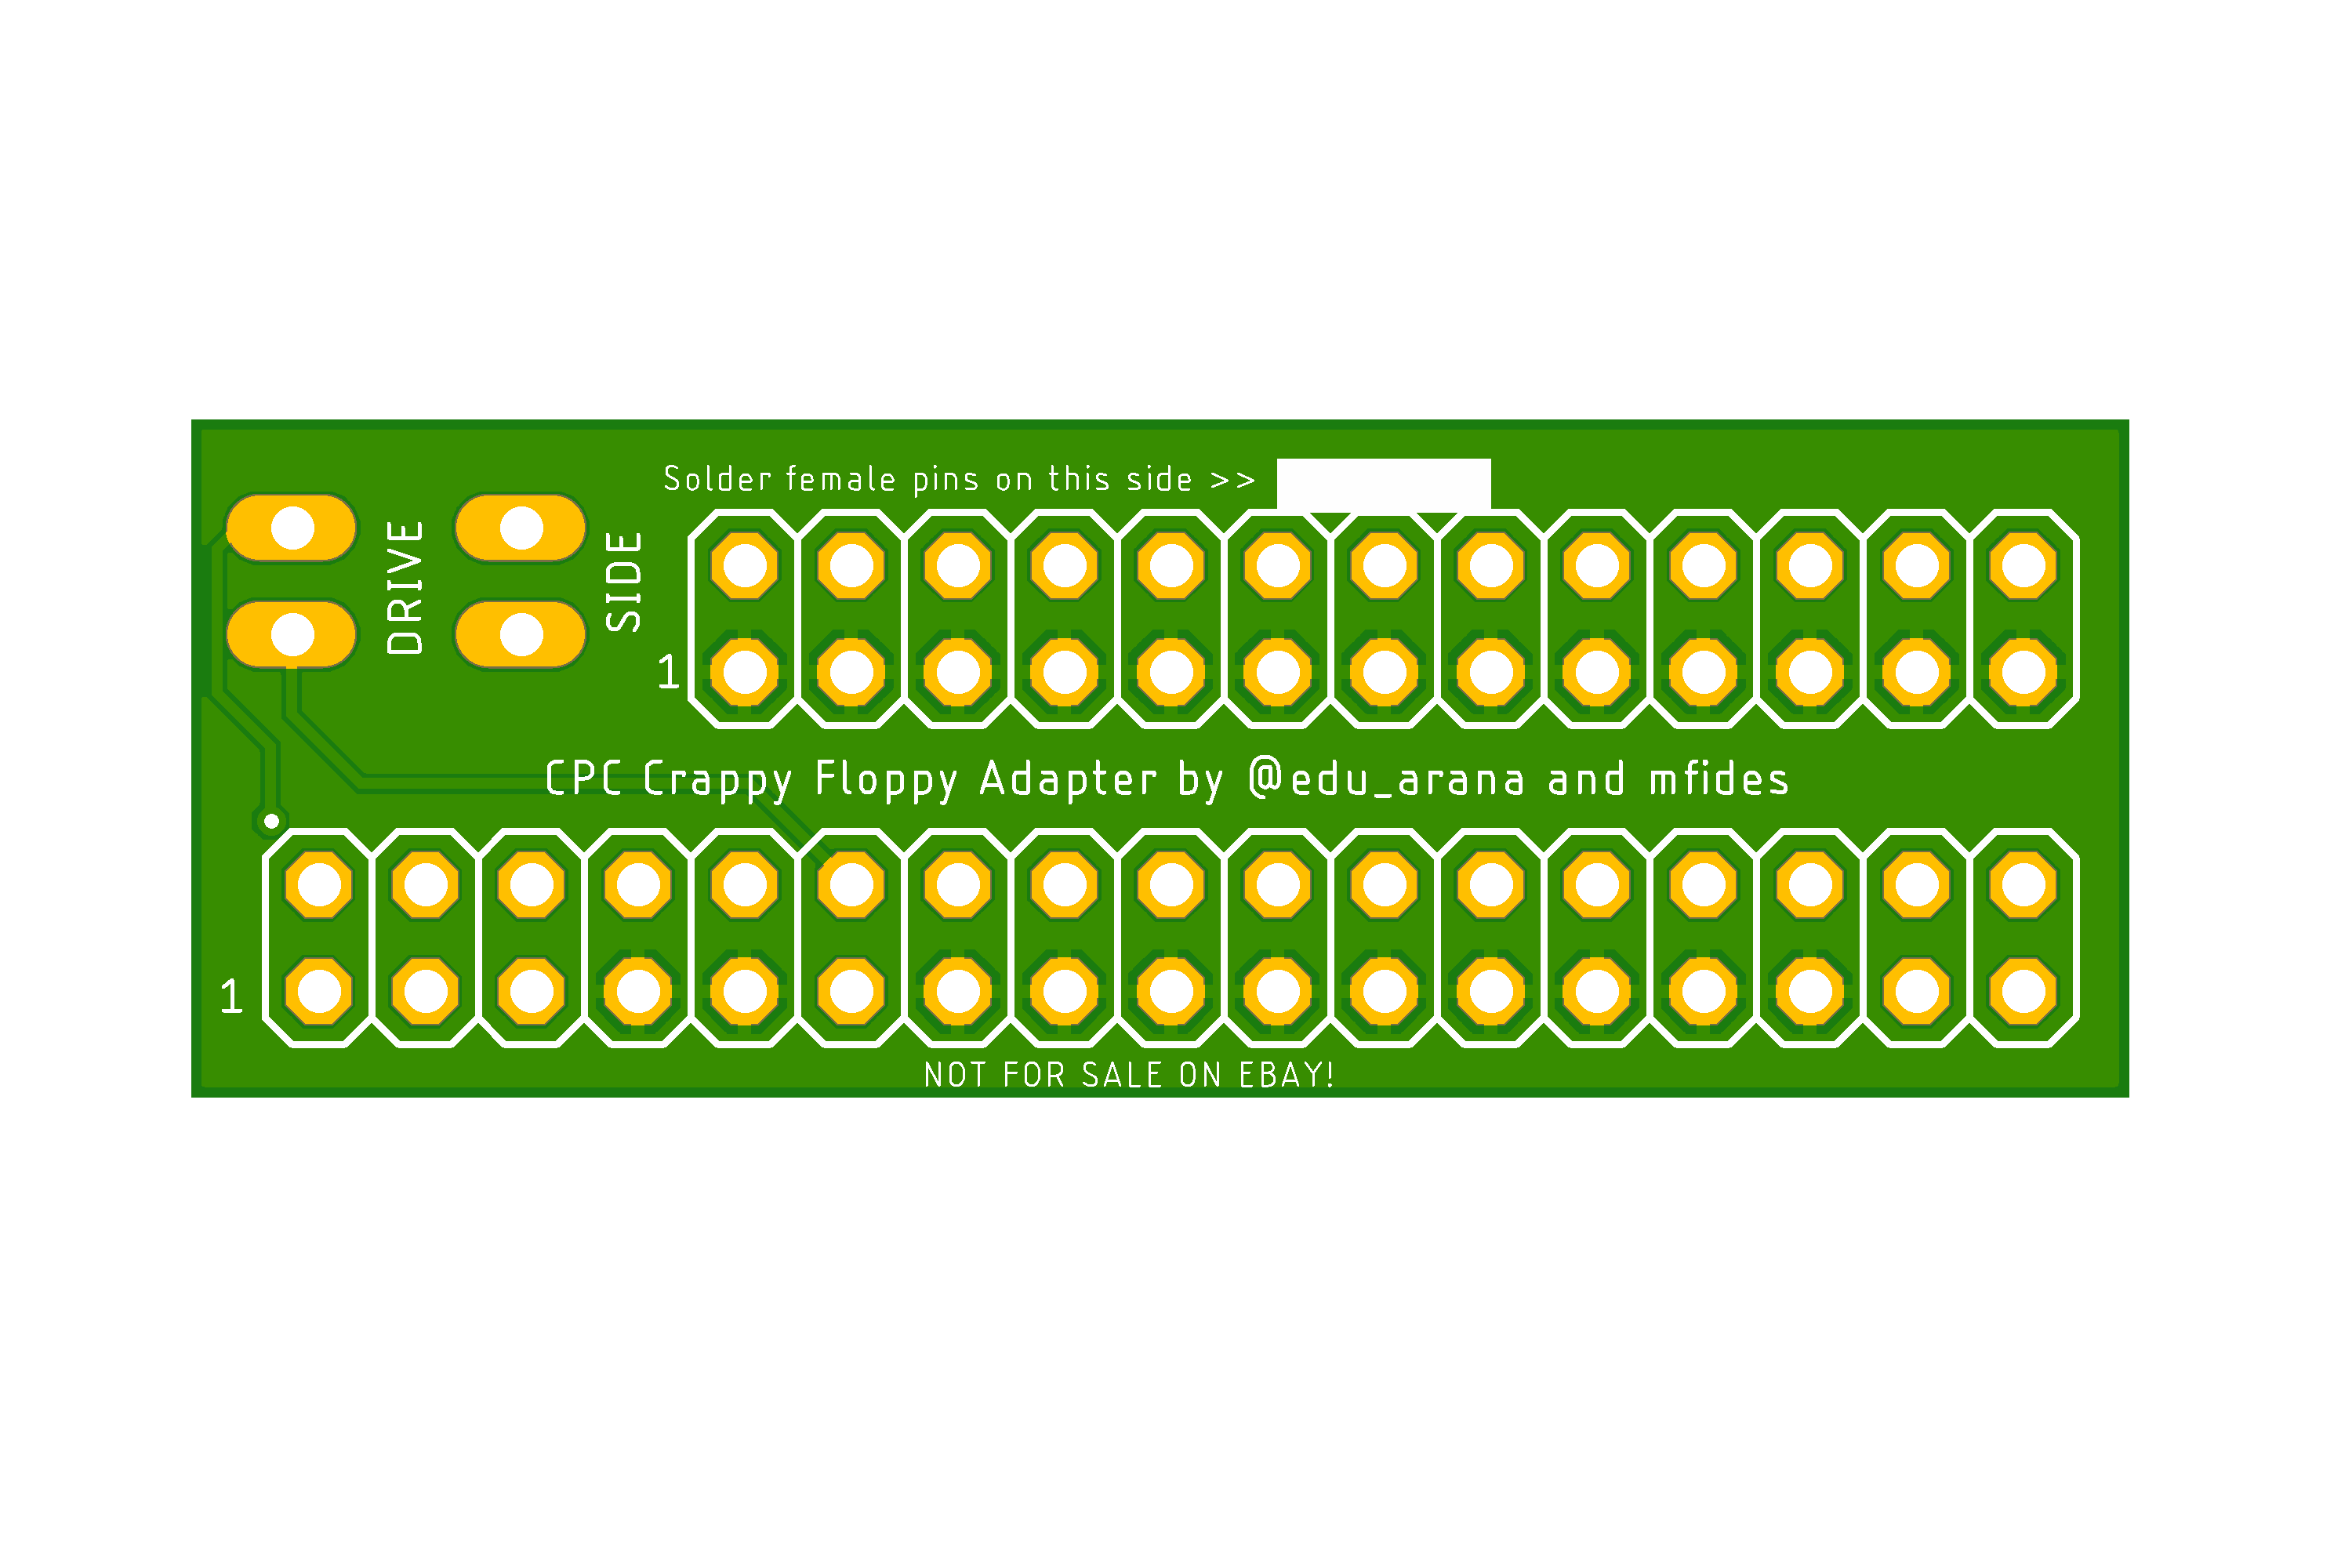 Solder female pins on this side >>
DRIVE
SIDE
1
CPC Crappy Floppy Adapter by @edu_arana and mfides
1
NOT FOR SALE ON EBAY!